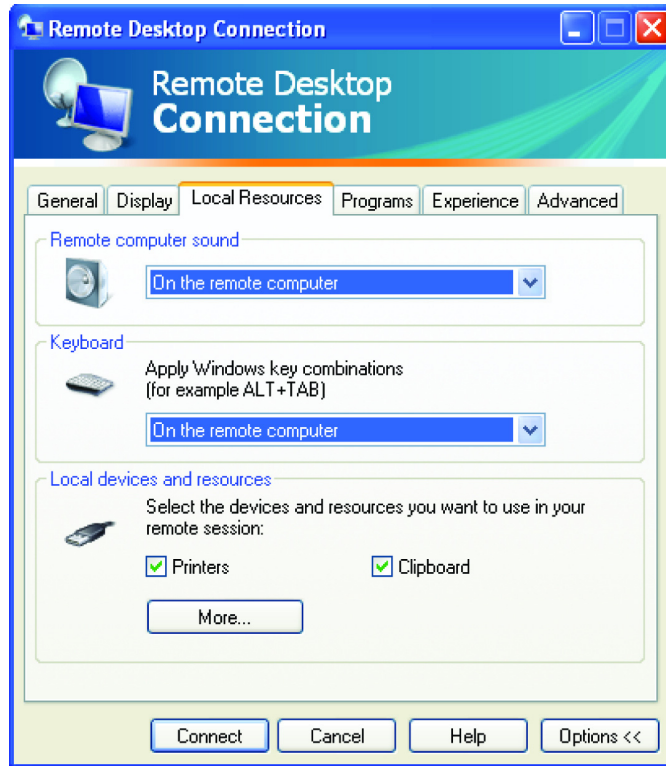 Remote Desktop Connection
Remote Desktop
Connection
General Display Local Resources Programs Experience Advanced
Remote computer sound
On the remote computer
Keyboard
Apply Windows key combinations
(for example ALT+TAB)
On the remote computer
Local devices and resources
Select the devices and resources you want to use in your
remote session:
Printers Clipboard
More...
Connect Cancel Help Options <<